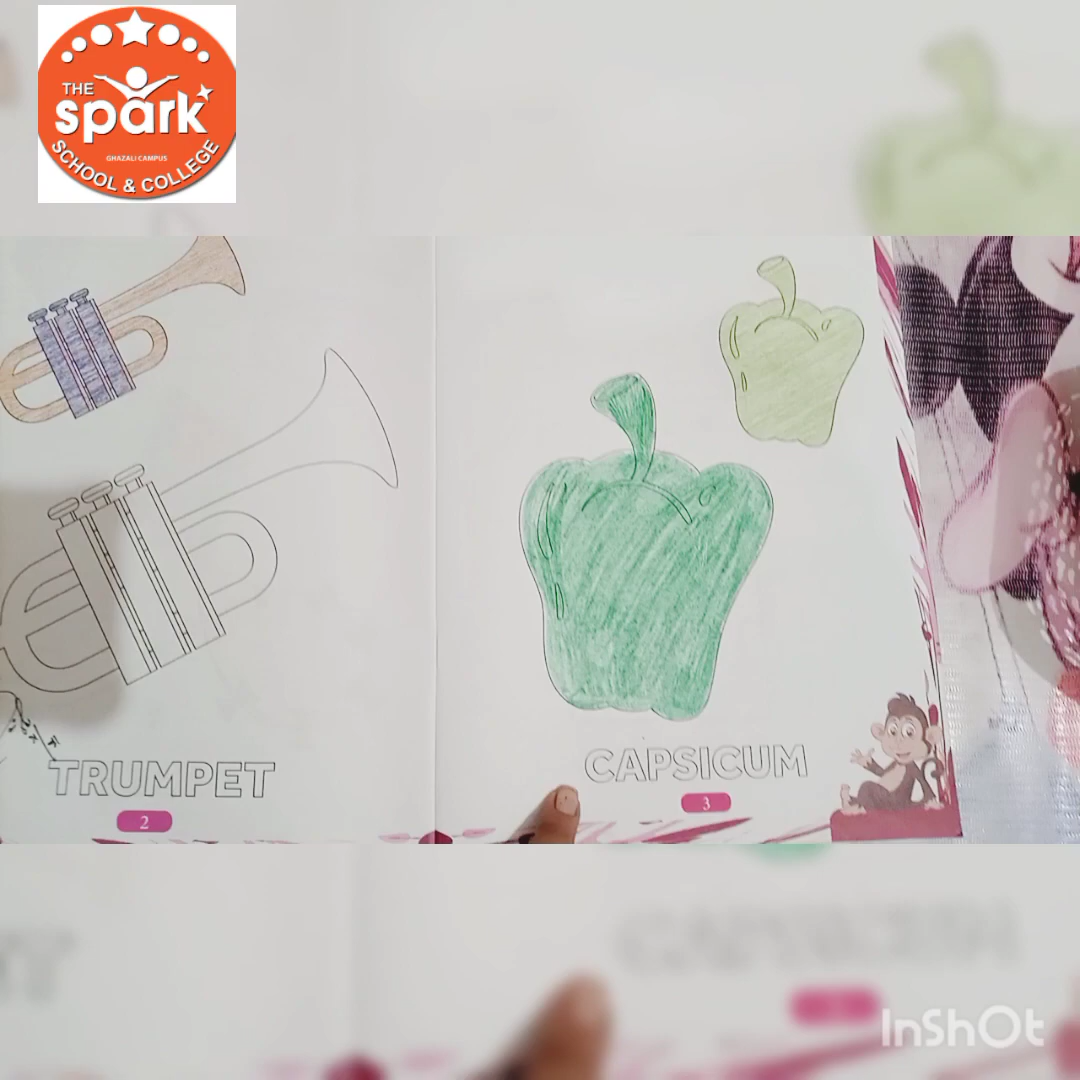 THE
spark
GHAZALI CAMPUS
SCHOOL & COLLEGE
TRUMPET
2
CAPSICUM
3
InShOt